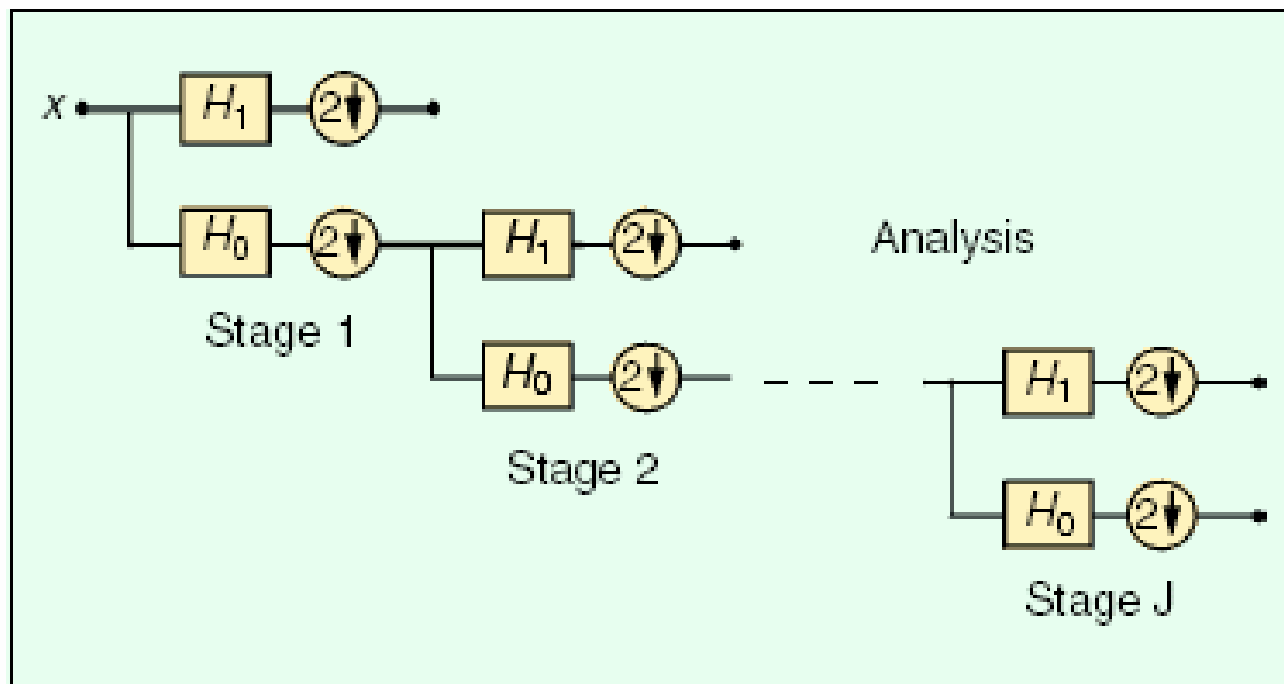 x H₁ 2↓
H₀ 2↓ H₁ 2↓ Analysis
Stage 1
H₀ 2↓ H₁ 2↓
Stage 2
H₀ 2↓
Stage J